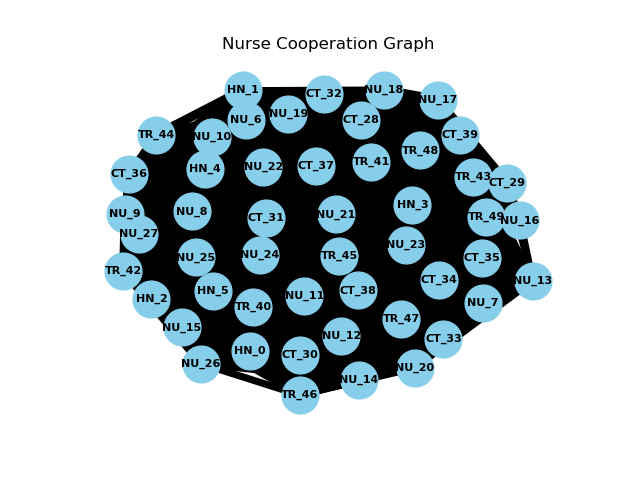 Nurse Cooperation Graph
HN_1
CT_32
NU_18
NU_17
NU_6
NU_19
CT_28
TR_44
NU_10
CT_39
TR_48
HN_4
NU_22
CT_37
TR_41
CT_36
TR_43
CT_29
NU_9
NU_8
CT_31
NU_21
HN_3
TR_49
NU_16
NU_27
NU_25
NU_24
TR_45
NU_23
CT_35
TR_42
HN_2
HN_5
TR_40
NU_11
CT_38
CT_34
NU_7
NU_13
NU_15
NU_12
TR_47
CT_33
NU_26
HN_0
CT_30
NU_20
TR_46
NU_14